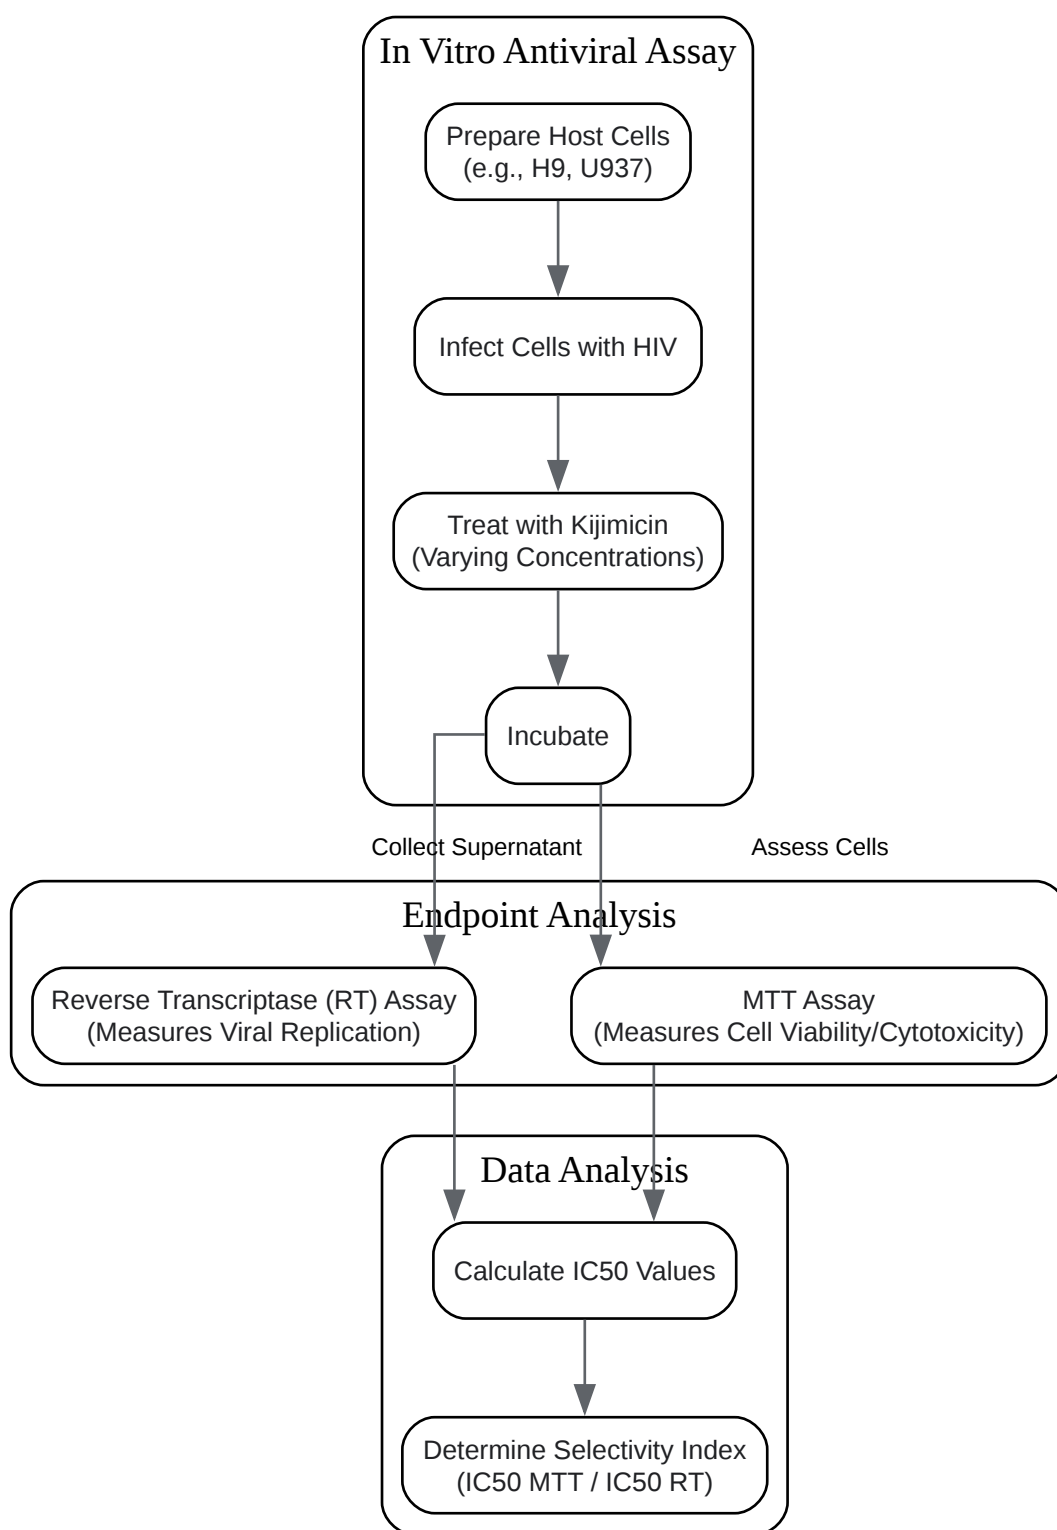 In Vitro Antiviral Assay
Prepare Host Cells
(e.g., H9, U937)
Infect Cells with HIV
Treat with Kijimicin
(Varying Concentrations)
Incubate
Collect Supernatant
Assess Cells
Endpoint Analysis
Reverse Transcriptase (RT) Assay
(Measures Viral Replication)
MTT Assay
(Measures Cell Viability/Cytotoxicity)
Data Analysis
Calculate IC50 Values
Determine Selectivity Index
(IC50 MTT / IC50 RT)